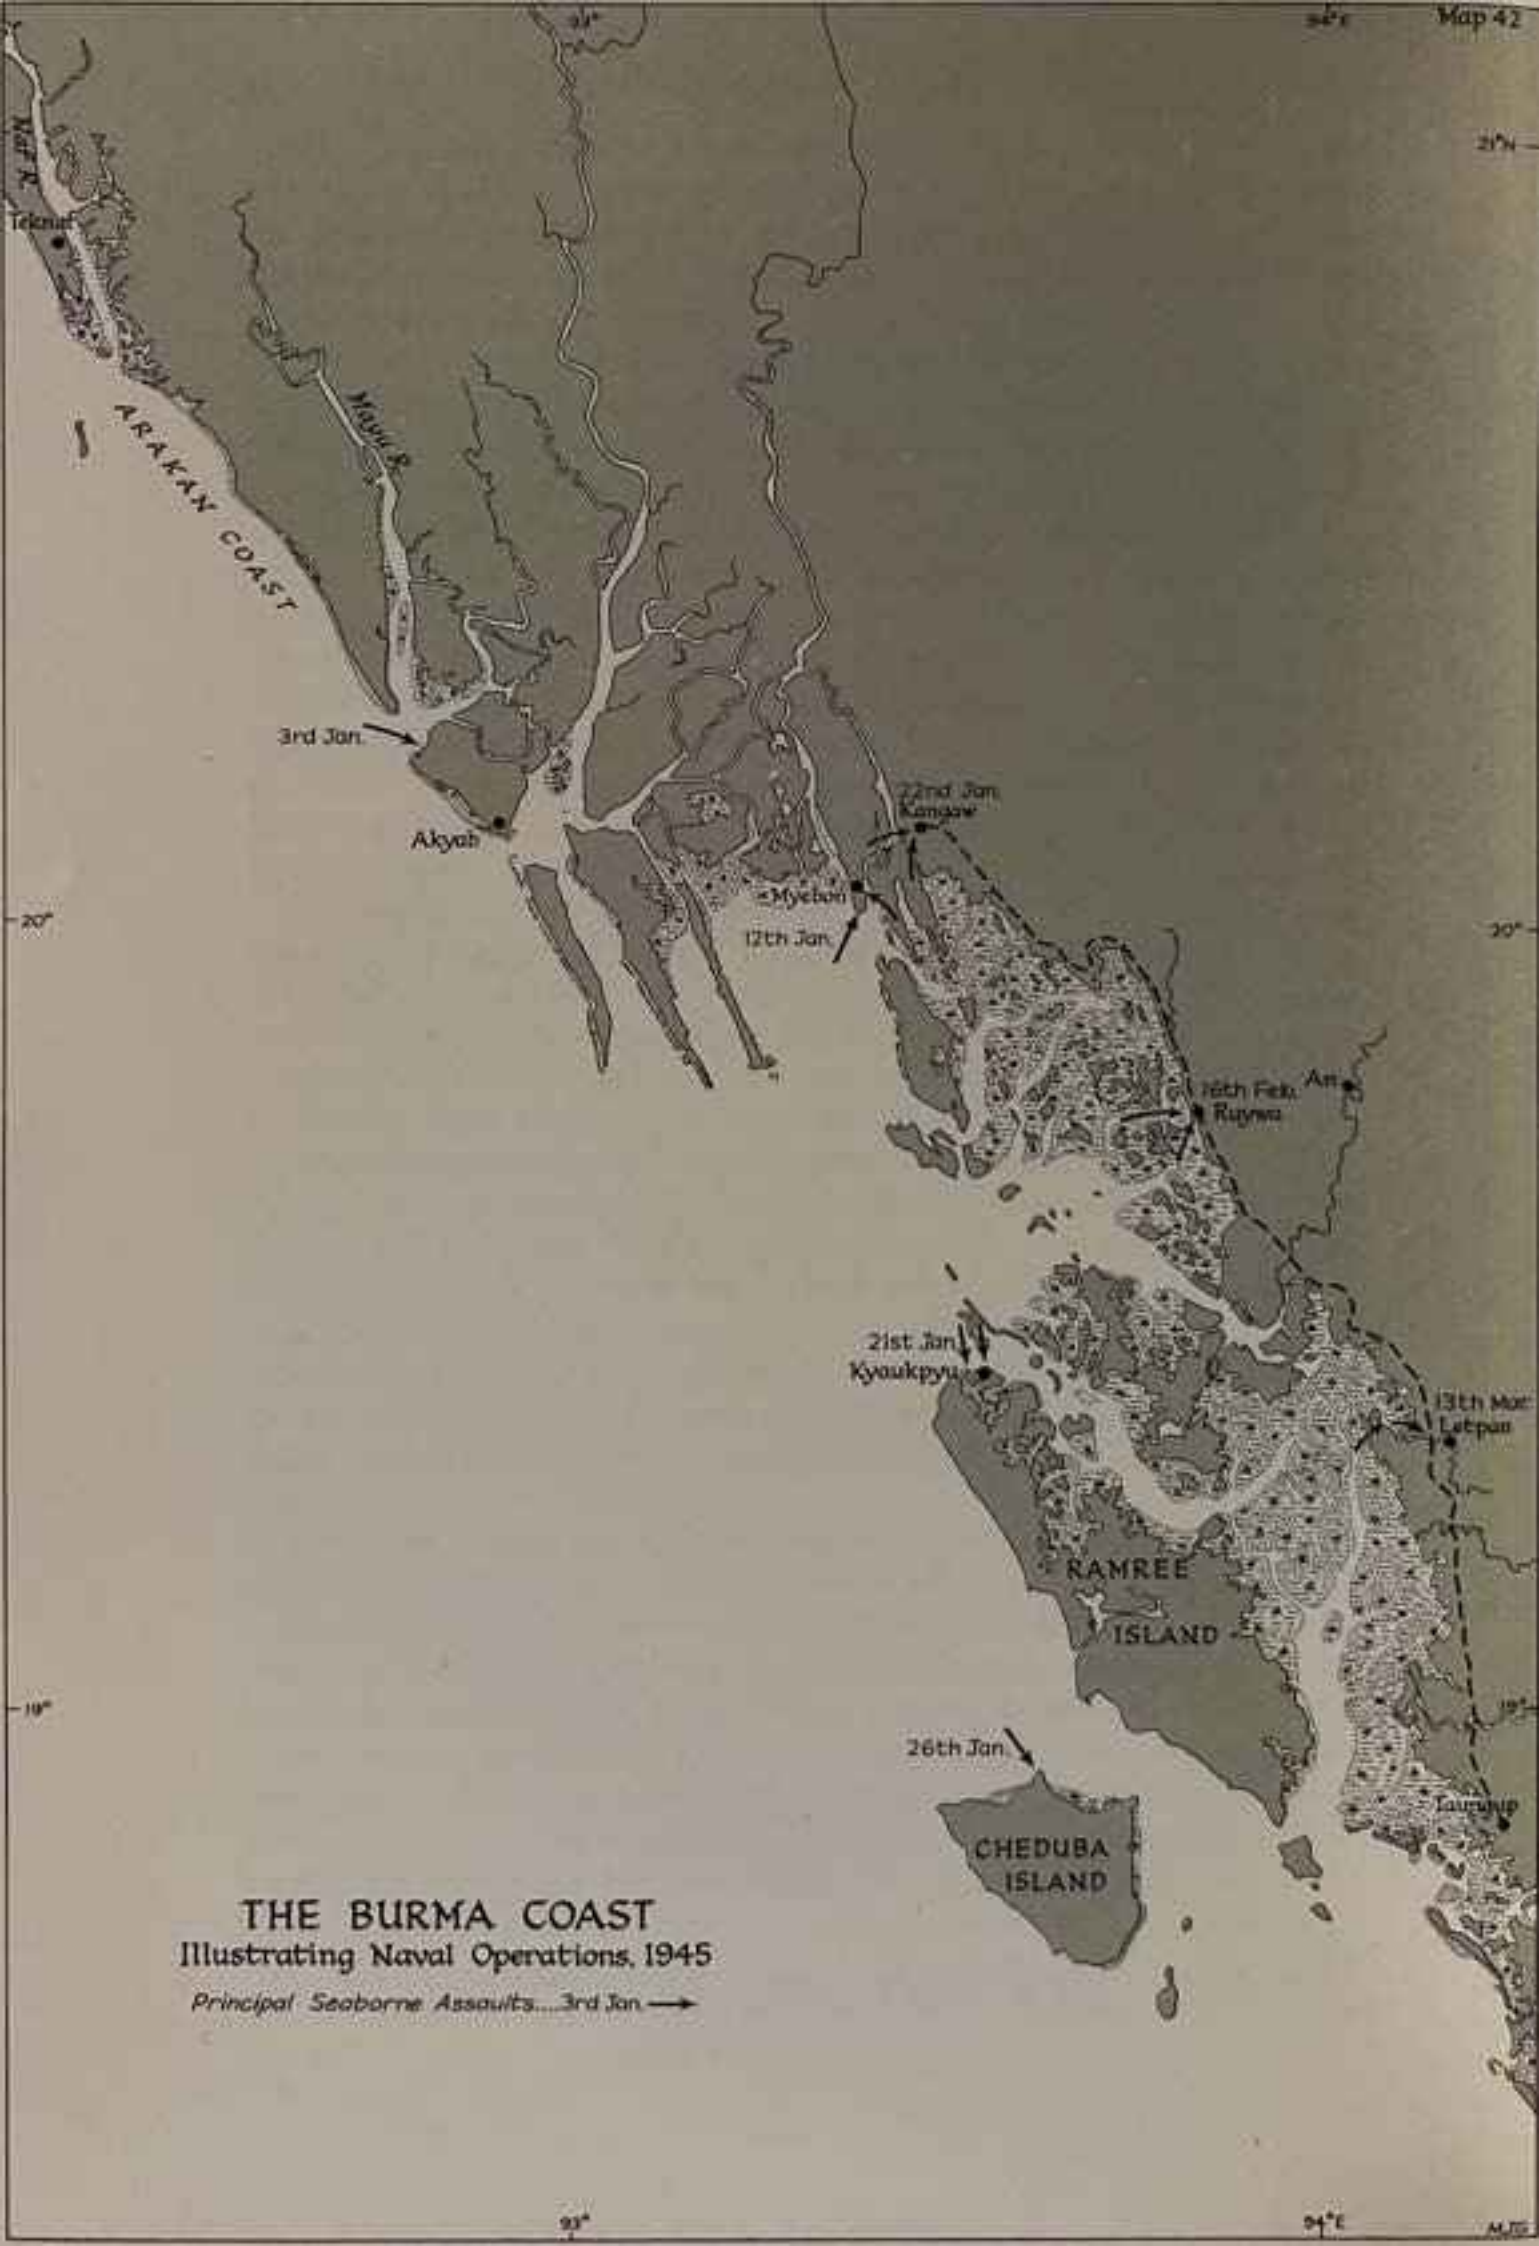 93°
94°E
Map 42
21°N
Naf R.
Teknaf
ARAKAN COAST
Mayu R.
3rd Jan.
Akyab
22nd Jan.
Kangaw
Myebon
12th Jan.
20°
20°
16th Feb.
An
Ruywa
21st Jan.
Kyaukpyu
13th Mar.
Letpan
RAMREE
ISLAND
19°
19°
26th Jan.
Taungup
CHEDUBA
ISLAND
THE BURMA COAST
Illustrating Naval Operations, 1945
Principal Seaborne Assaults....3rd Jan.
93°
94°E